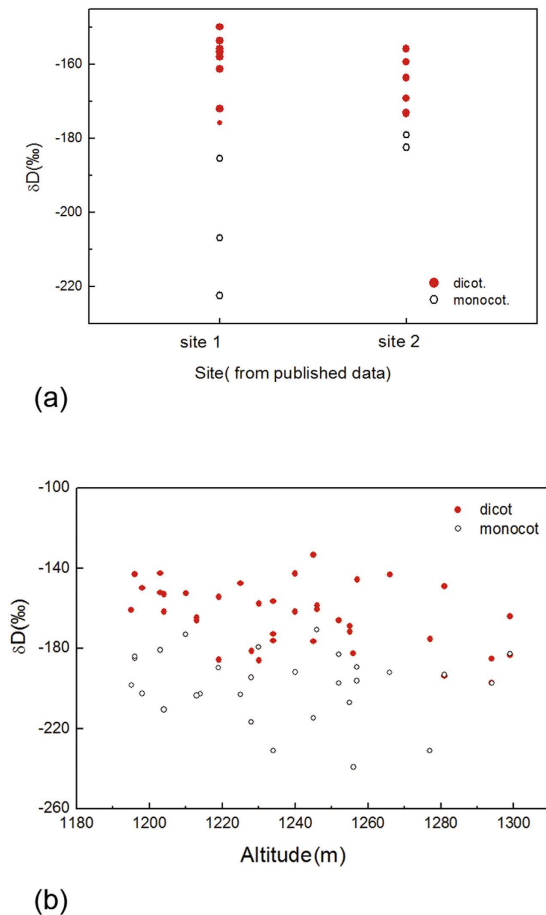 -160
-180
-200
-220
δD(‰)
dicot.
monocot.
site 1
site 2
Site( from published data)
(a)
-100
-140
-180
-220
-260
δD(‰)
dicot
monocot
1180
1200
1220
1240
1260
1280
1300
Altitude(m)
(b)